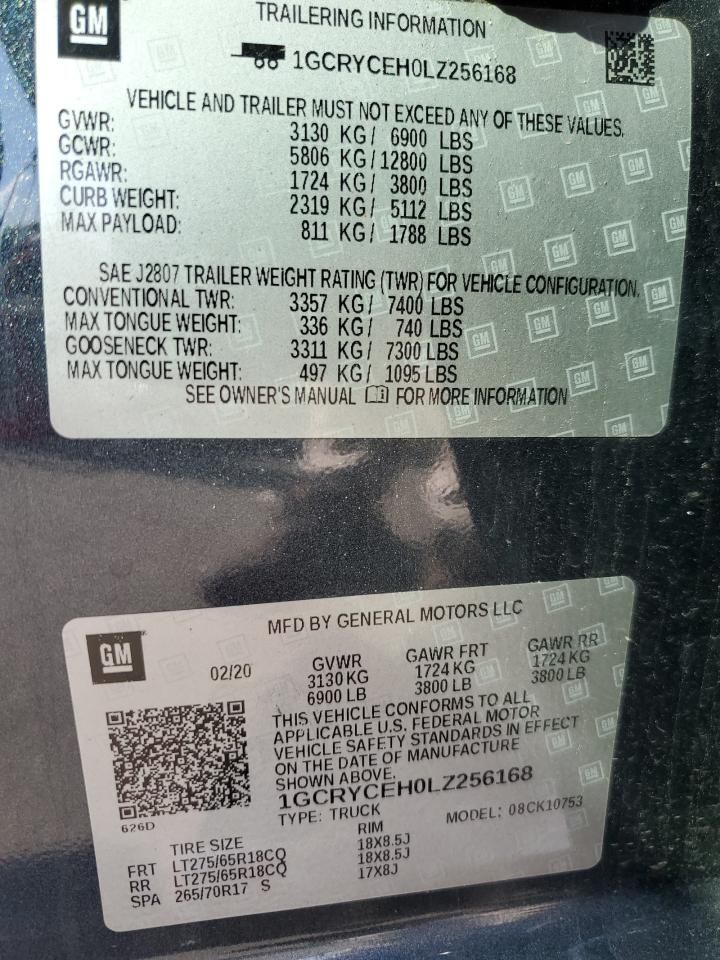 GM
TRAILERING INFORMATION
1GCRYCEH0LZ256168
VEHICLE AND TRAILER MUST NOT EXCEED ANY OF THESE VALUES.
GVWR: 3130 KG/ 6900 LBS
GCWR: 5806 KG/12800 LBS
RGAWR: 1724 KG/ 3800 LBS
CURB WEIGHT: 2319 KG/ 5112 LBS
MAX PAYLOAD: 811 KG/ 1788 LBS
SAE J2807 TRAILER WEIGHT RATING (TWR) FOR VEHICLE CONFIGURATION.
CONVENTIONAL TWR: 3357 KG/ 7400 LBS
MAX TONGUE WEIGHT: 336 KG/ 740 LBS
GOOSENECK TWR: 3311 KG/ 7300 LBS
MAX TONGUE WEIGHT: 497 KG/ 1095 LBS
SEE OWNER'S MANUAL FOR MORE INFORMATION
GM
MFD BY GENERAL MOTORS LLC
02/20 GVWR GAWR FRT GAWR RR
3130 KG 1724 KG 1724 KG
6900 LB 3800 LB 3800 LB
THIS VEHICLE CONFORMS TO ALL
APPLICABLE U.S. FEDERAL MOTOR
VEHICLE SAFETY STANDARDS IN EFFECT
ON THE DATE OF MANUFACTURE
SHOWN ABOVE.
1GCRYCEH0LZ256168
626D TYPE: TRUCK MODEL: 08CK10753
TIRE SIZE RIM
FRT LT275/65R18CQ 18X8.5J
RR LT275/65R18CQ 18X8.5J
SPA 265/70R17 S 17X8J